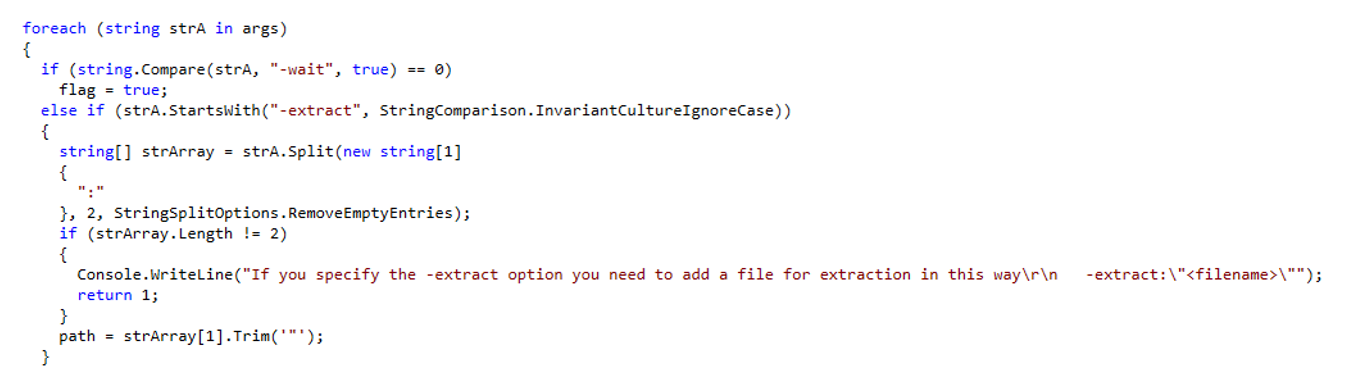 foreach (string strA in args)
{
  if (string.Compare(strA, "-wait", true) == 0)
    flag = true;
  else if (strA.StartsWith("-extract", StringComparison.InvariantCultureIgnoreCase))
  {
    string[] strArray = strA.Split(new string[1]
    {
      ":"
    }, 2, StringSplitOptions.RemoveEmptyEntries);
    if (strArray.Length != 2)
    {
      Console.WriteLine("If you specify the -extract option you need to add a file for extraction in this way\r\n   -extract:\"<filename>\"");
      return 1;
    }
    path = strArray[1].Trim('"');
  }